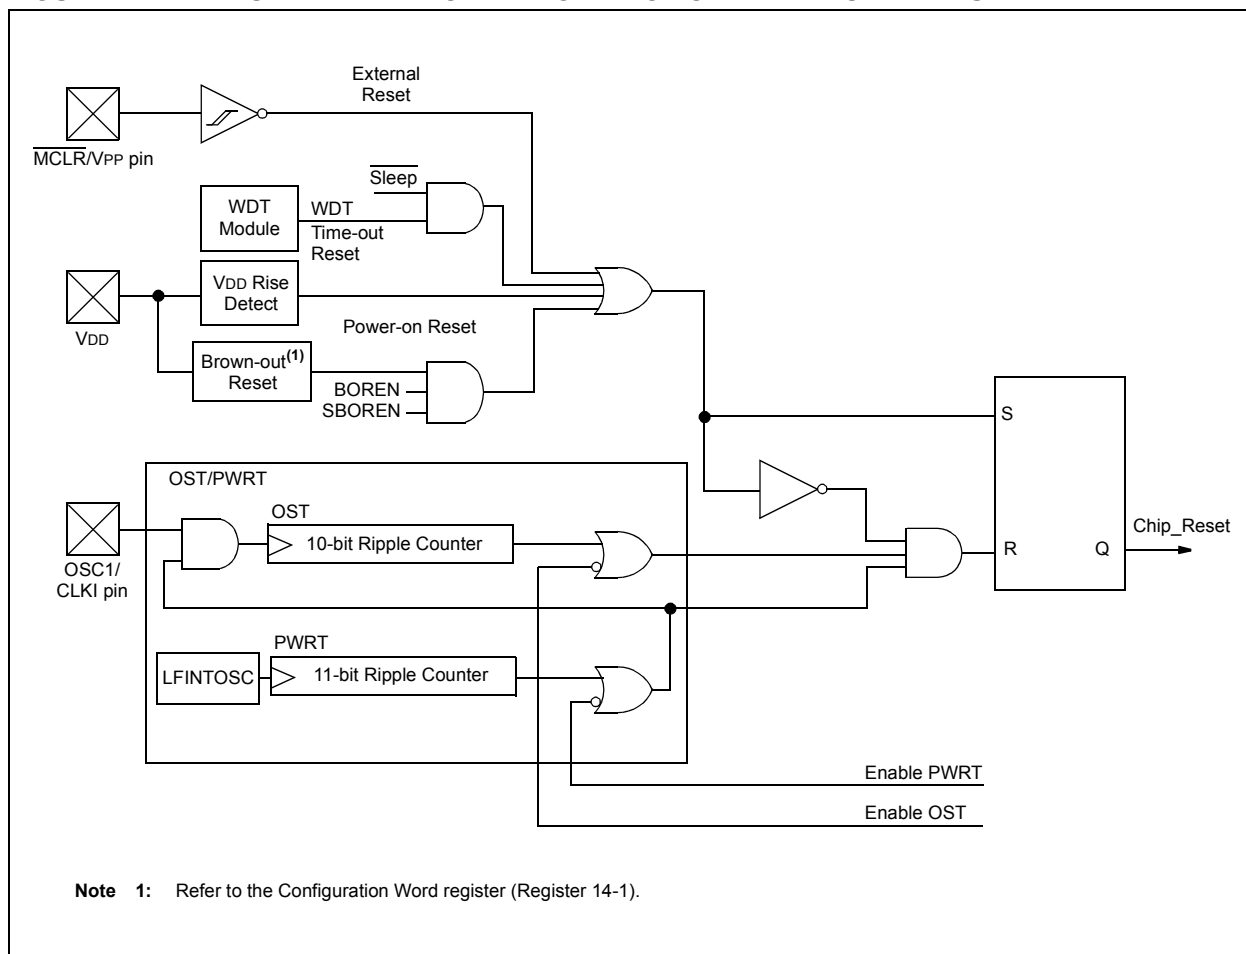 External
Reset
MCLR/VPP pin
Sleep
WDT
Module
WDT
Time-out
Reset
VDD
VDD Rise
Detect
Power-on Reset
Brown-out(1)
Reset
BOREN
SBOREN
S
OST/PWRT
OST
10-bit Ripple Counter
OSC1/
CLKI pin
R
Q
Chip_Reset
PWRT
LFINTOSC
11-bit Ripple Counter
Enable PWRT
Enable OST
Note 1: Refer to the Configuration Word register (Register 14-1).